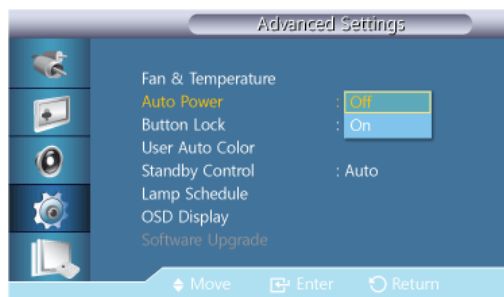 Advanced Settings
Fan & Temperature
Auto Power : Off
Button Lock : On
User Auto Color
Standby Control : Auto
Lamp Schedule
OSD Display
Software Upgrade
Move Enter Return